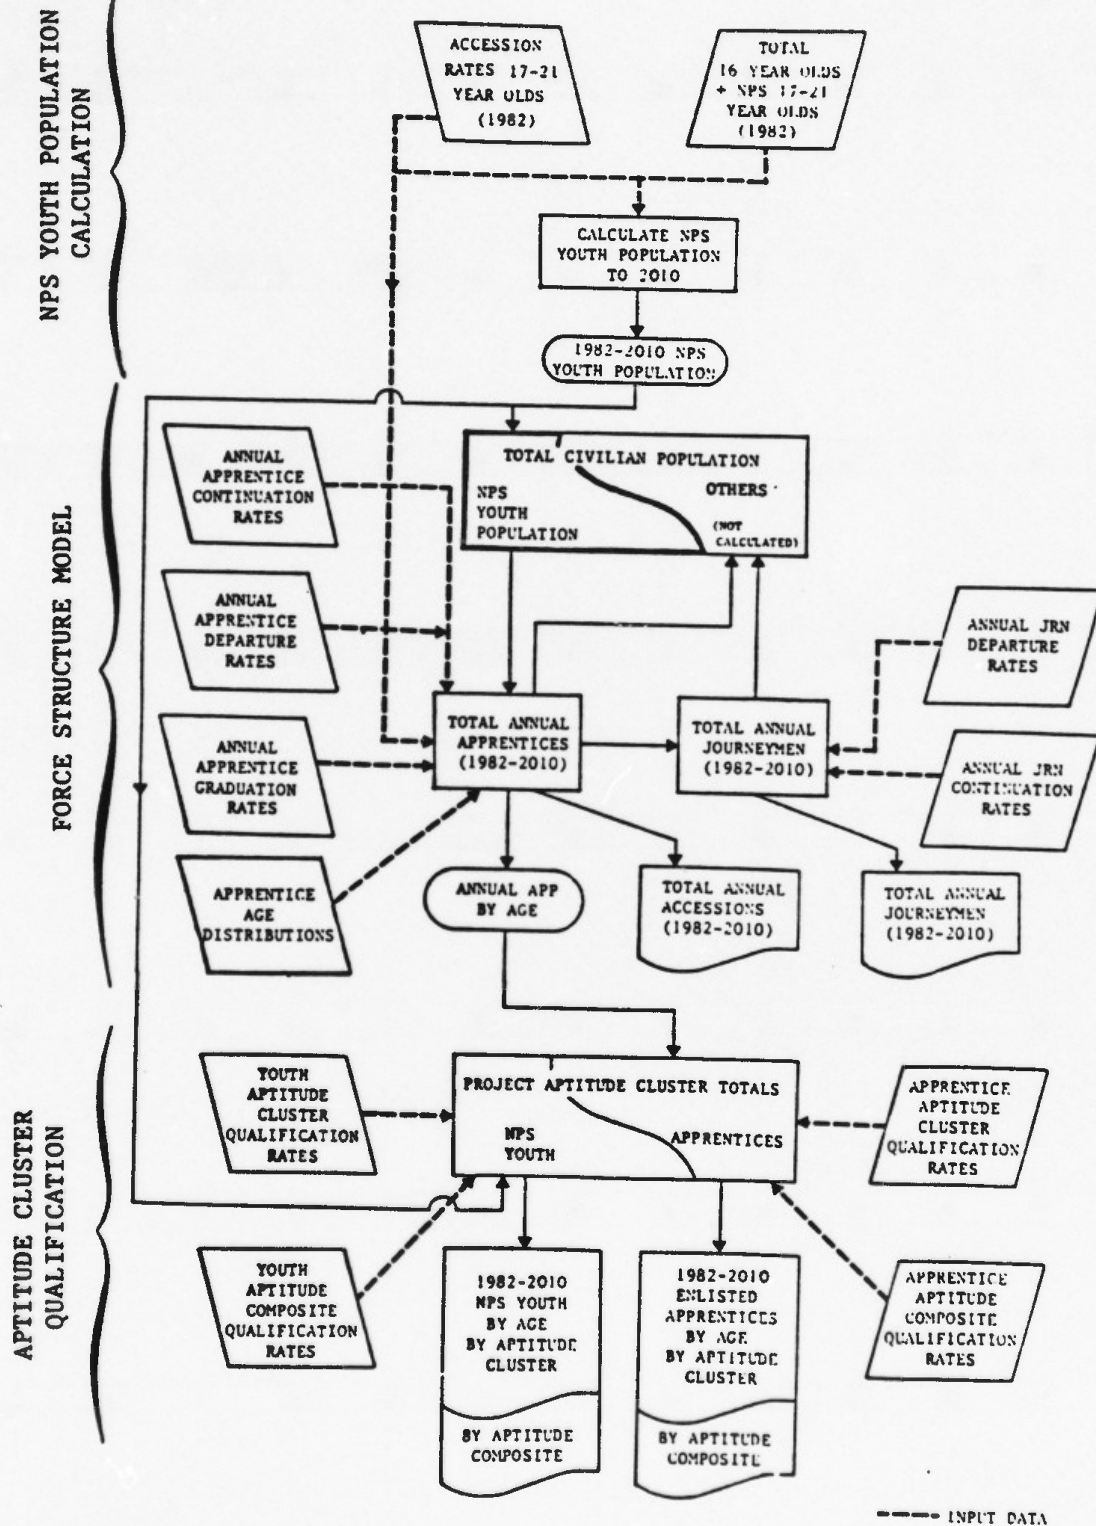 NPS YOUTH POPULATION
CALCULATION
ACCESSION
RATES 17-21
YEAR OLDS
(1982)
TOTAL
16 YEAR OLDS
+ NPS 17-21
YEAR OLDS
(1982)
CALCULATE NPS
YOUTH POPULATION
TO 2010
1982-2010 NPS
YOUTH POPULATION
FORCE STRUCTURE MODEL
ANNUAL
APPRENTICE
CONTINUATION
RATES
TOTAL CIVILIAN POPULATION
NPS
YOUTH
POPULATION
OTHERS
(NOT
CALCULATED)
ANNUAL
APPRENTICE
DEPARTURE
RATES
ANNUAL JRN
DEPARTURE
RATES
ANNUAL
APPRENTICE
GRADUATION
RATES
TOTAL ANNUAL
APPRENTICES
(1982-2010)
TOTAL ANNUAL
JOURNEYMEN
(1982-2010)
ANNUAL JRN
CONTINUATION
RATES
APPRENTICE
AGE
DISTRIBUTIONS
ANNUAL APP
BY AGE
TOTAL ANNUAL
ACCESSIONS
(1982-2010)
TOTAL ANNUAL
JOURNEYMEN
(1982-2010)
APTITUDE CLUSTER
QUALIFICATION
YOUTH
APTITUDE
CLUSTER
QUALIFICATION
RATES
PROJECT APTITUDE CLUSTER TOTALS
NPS
YOUTH
APPRENTICES
APPRENTICE
APTITUDE
CLUSTER
QUALIFICATION
RATES
YOUTH
APTITUDE
COMPOSITE
QUALIFICATION
RATES
1982-2010
NPS YOUTH
BY AGE
BY APTITUDE
CLUSTER
BY APTITUDE
COMPOSITE
1982-2010
ENLISTED
APPRENTICES
BY AGE
BY APTITUDE
CLUSTER
BY APTITUDE
COMPOSITE
APPRENTICE
APTITUDE
COMPOSITE
QUALIFICATION
RATES
INPUT DATA